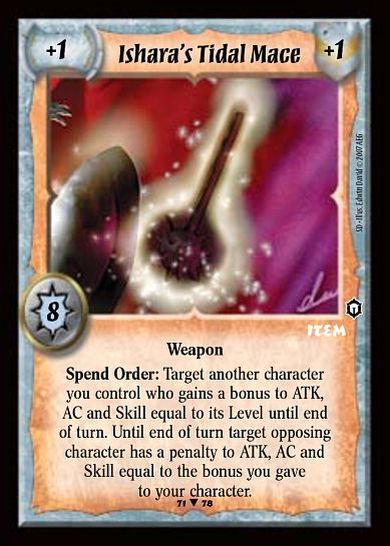 +1
Ishara's Tidal Mace
+1
SD • Illus. Edwin David © 2007 AEG
8
ITEM
Weapon
Spend Order: Target another character
you control who gains a bonus to ATK,
AC and Skill equal to its Level until end
of turn. Until end of turn target opposing
character has a penalty to ATK, AC and
Skill equal to the bonus you gave
to your character.
71 ▼ 78